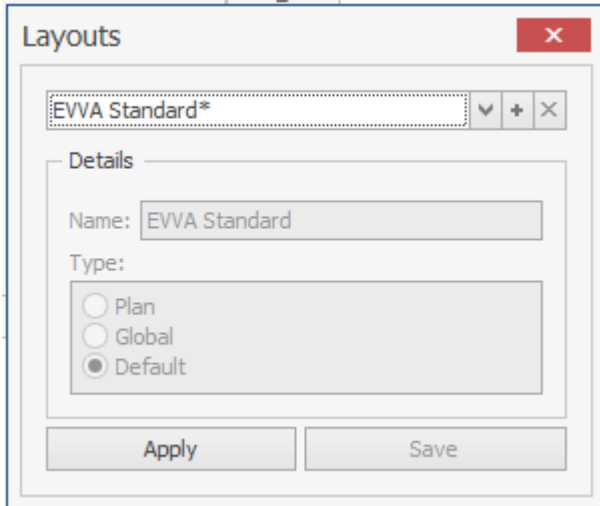 Layouts
EVVA Standard*
Details
Name: EVVA Standard
Type:
Plan
Global
Default
Apply Save